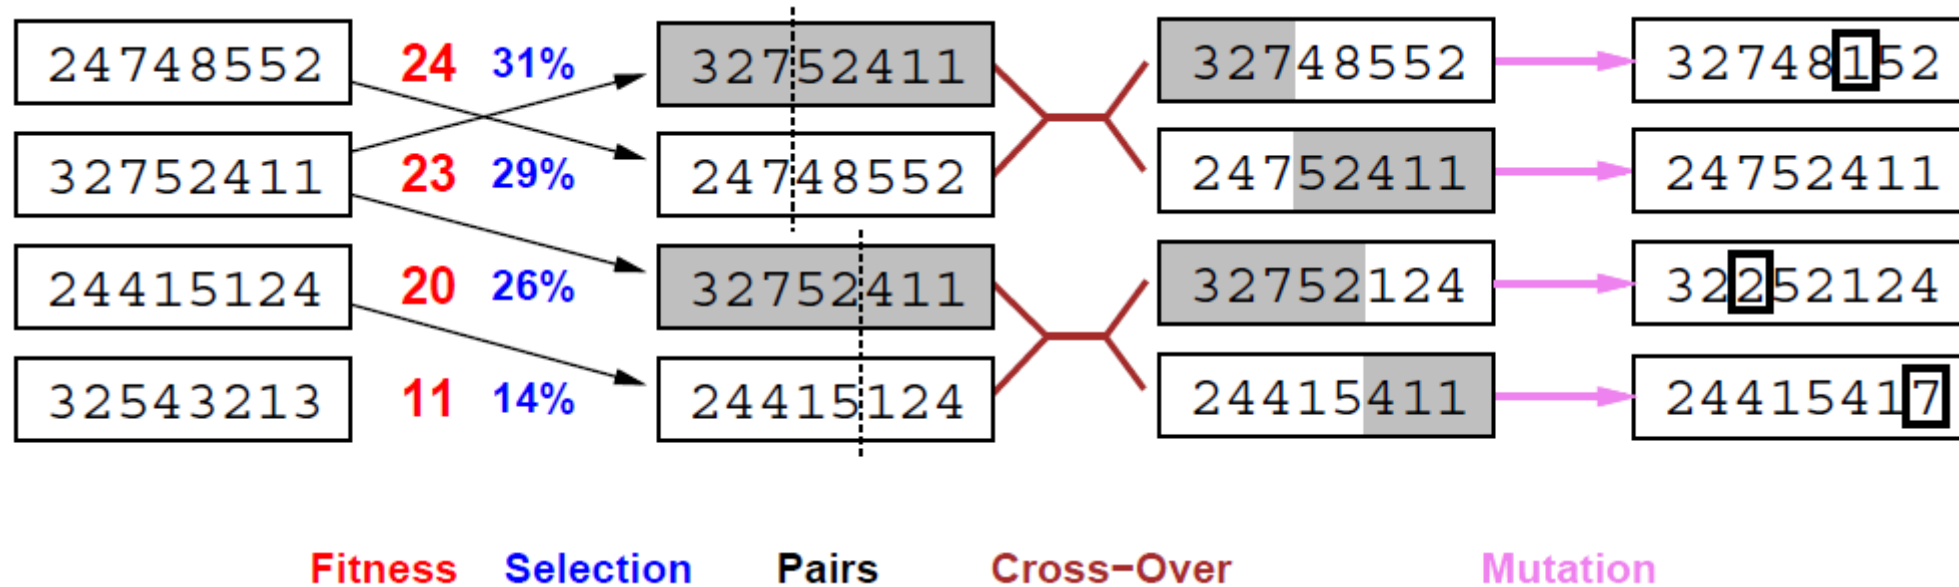 24748552 24 31% 32752411 32748552 32748152
32752411 23 29% 24748552 24752411 24752411
24415124 20 26% 32752411 32752124 32252124
32543213 11 14% 24415124 24415411 24415417
Fitness Selection Pairs Cross−Over Mutation